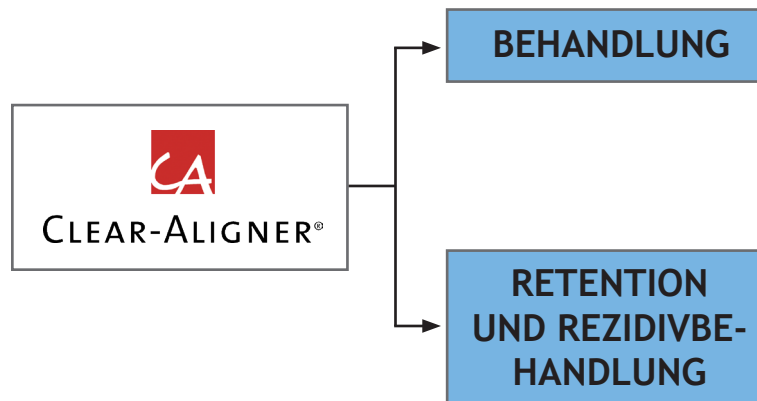 BEHANDLUNG
CA
CLEAR-ALIGNER®
RETENTION
UND REZIDIVBE-
HANDLUNG